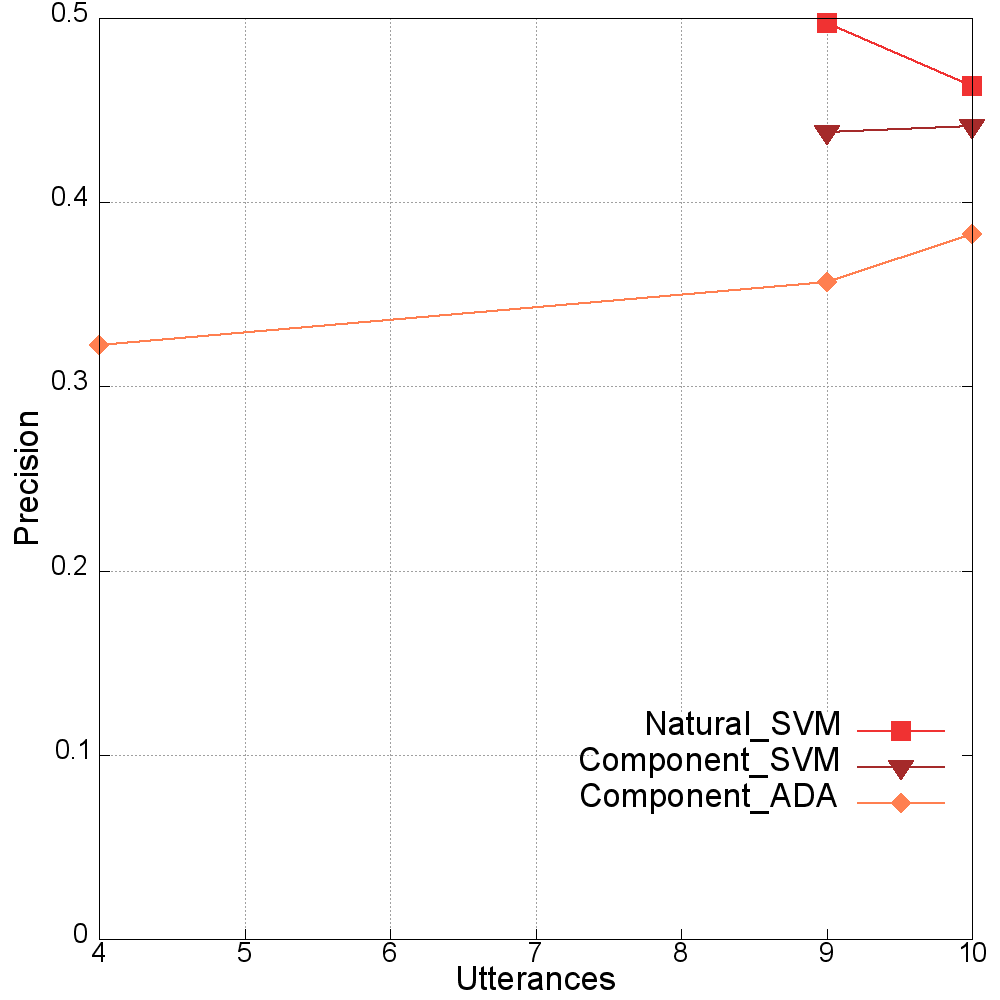 0.5
0.4
0.3
0.2
0.1
0
Precision
4 5 6 7 8 9 10
Utterances
Natural_SVM
Component_SVM
Component_ADA